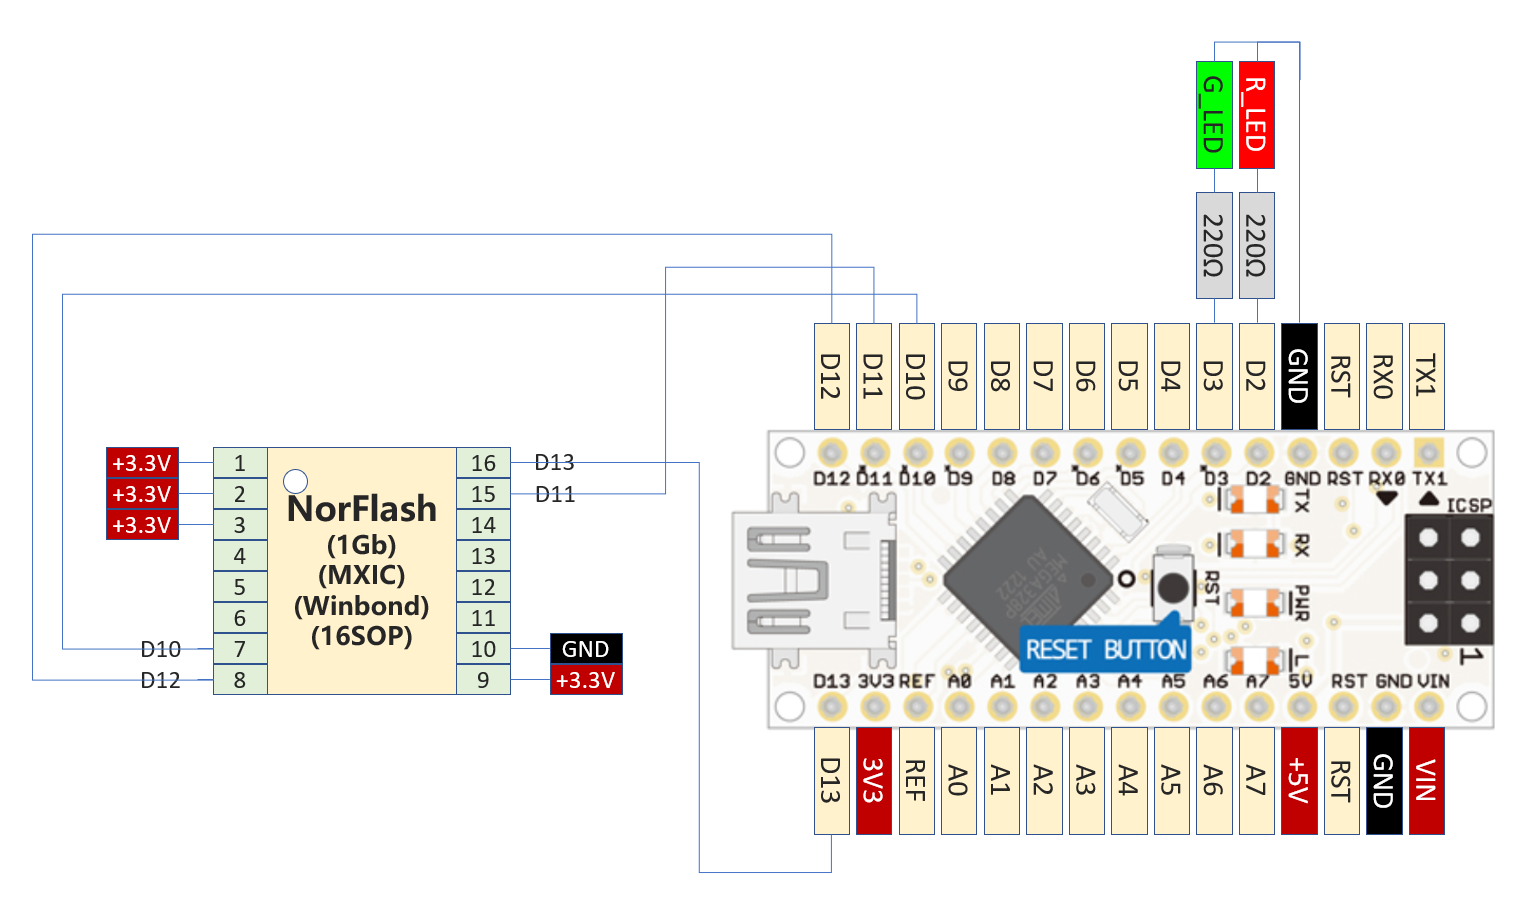 G_LED
R_LED
220Ω
220Ω
D12
D11
D10
D9
D8
D7
D6
D5
D4
D3
D2
GND
RST
RX0
TX1
+3.3V
+3.3V
+3.3V
1
2
3
4
5
6
7
8
D10
D12
NorFlash
(1Gb)
(MXIC)
(Winbond)
(16SOP)
16
15
14
13
12
11
10
9
D13
D11
GND
+3.3V
D12 D11 D10 D9 D8 D7 D6 D5 D4 D3 D2 GND RST RX0 TX1
TX
RX
PWR
L
ICSP
1
RST
MEGA328P
AU 1222
RESET BUTTON
D13 3V3 REF A0 A1 A2 A3 A4 A5 A6 A7 5V RST GND VIN
D13
3V3
REF
A0
A1
A2
A3
A4
A5
A6
A7
+5V
RST
GND
VIN